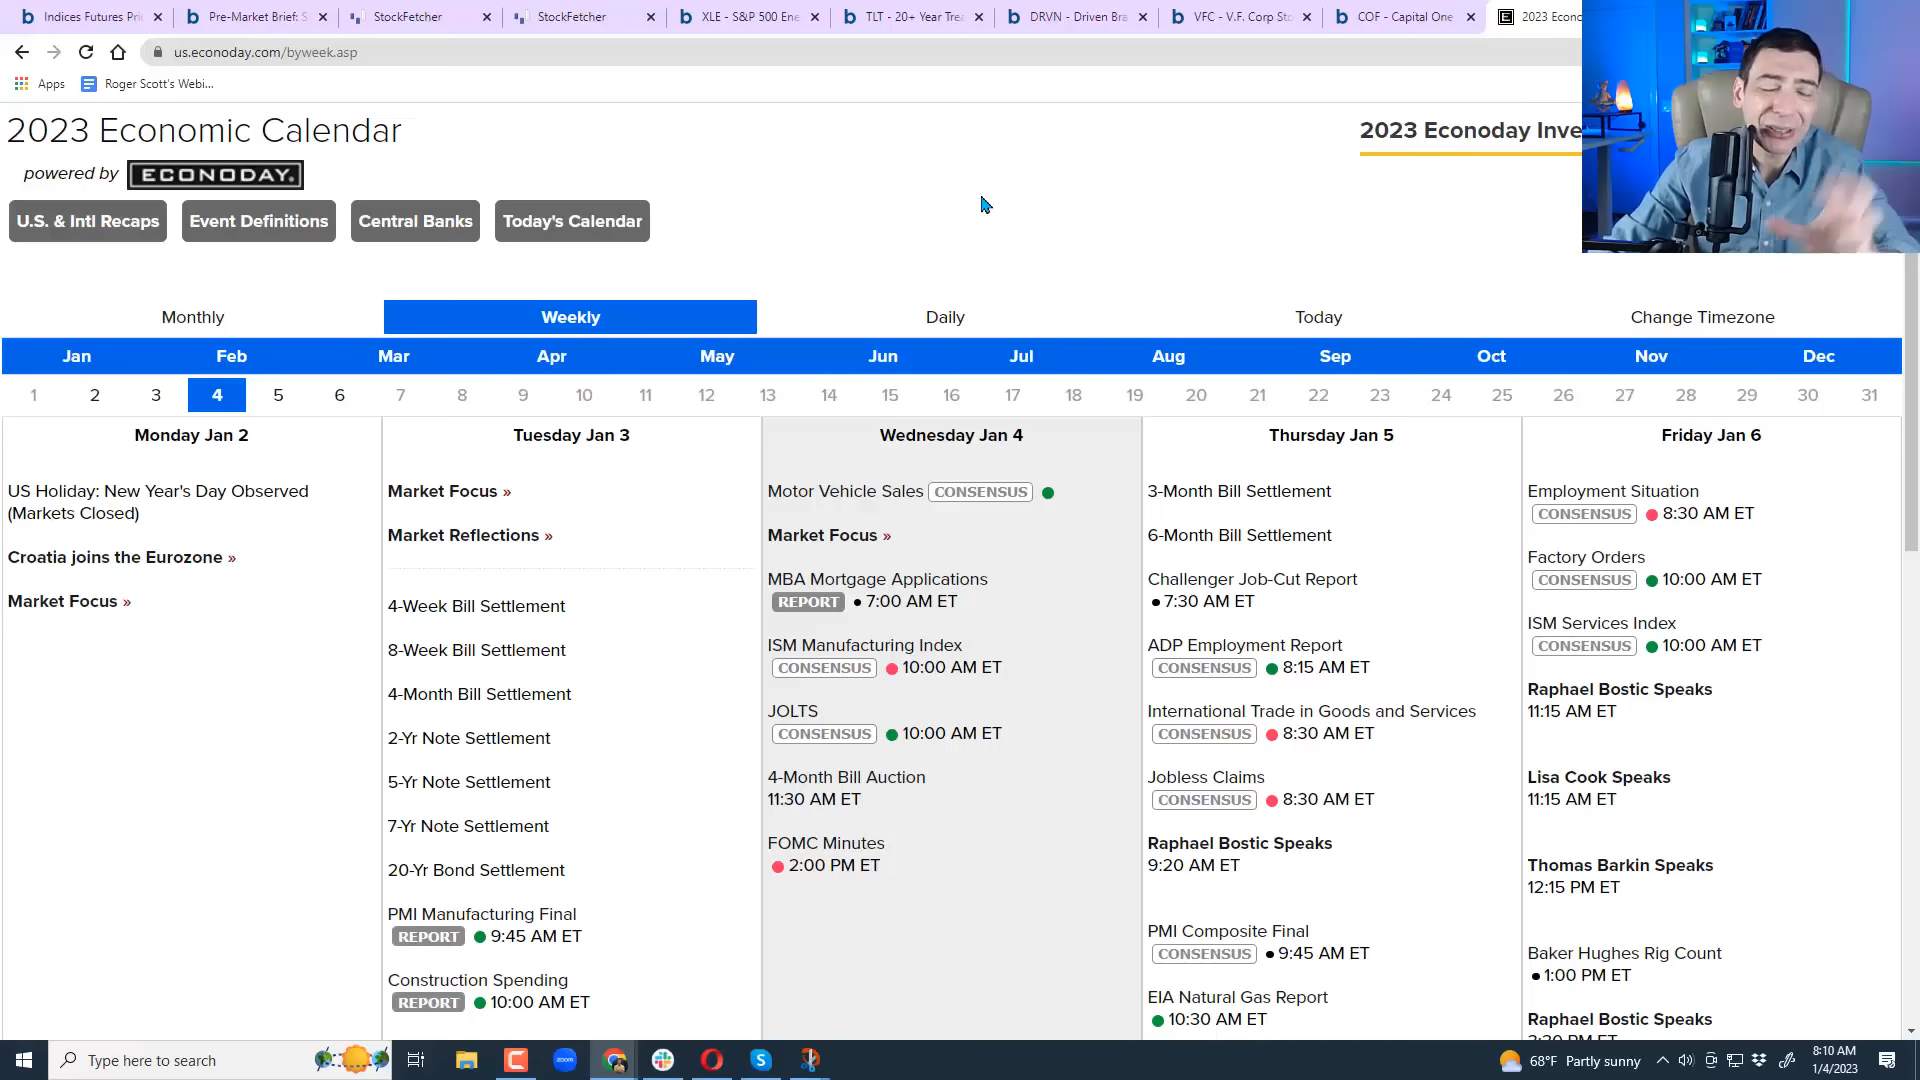 Indices Futures Pri
Pre-Market Brief: S
StockFetcher
StockFetcher
XLE - S&P 500 Ene
TLT - 20+ Year Trea
DRVN - Driven Bra
VFC - V.F. Corp Sto
COF - Capital One
2023 Econo
us.econoday.com/byweek.asp
Apps
Roger Scott's Webi...
2023 Economic Calendar
2023 Econoday Inve
powered by ECONODAY.
U.S. & Intl Recaps
Event Definitions
Central Banks
Today's Calendar
Monthly
Weekly
Daily
Today
Change Timezone
Jan Feb Mar Apr May Jun Jul Aug Sep Oct Nov Dec
1 2 3 4 5 6 7 8 9 10 11 12 13 14 15 16 17 18 19 20 21 22 23 24 25 26 27 28 29 30 31
Monday Jan 2
US Holiday: New Year's Day Observed
(Markets Closed)
Croatia joins the Eurozone »
Market Focus »
Tuesday Jan 3
Market Focus »
Market Reflections »
4-Week Bill Settlement
8-Week Bill Settlement
4-Month Bill Settlement
2-Yr Note Settlement
5-Yr Note Settlement
7-Yr Note Settlement
20-Yr Bond Settlement
PMI Manufacturing Final
REPORT 9:45 AM ET
Construction Spending
REPORT 10:00 AM ET
Wednesday Jan 4
Motor Vehicle Sales CONSENSUS
Market Focus »
MBA Mortgage Applications
REPORT 7:00 AM ET
ISM Manufacturing Index
CONSENSUS 10:00 AM ET
JOLTS
CONSENSUS 10:00 AM ET
4-Month Bill Auction
11:30 AM ET
FOMC Minutes
2:00 PM ET
Thursday Jan 5
3-Month Bill Settlement
6-Month Bill Settlement
Challenger Job-Cut Report
7:30 AM ET
ADP Employment Report
CONSENSUS 8:15 AM ET
International Trade in Goods and Services
CONSENSUS 8:30 AM ET
Jobless Claims
CONSENSUS 8:30 AM ET
Raphael Bostic Speaks
9:20 AM ET
PMI Composite Final
CONSENSUS 9:45 AM ET
EIA Natural Gas Report
10:30 AM ET
Friday Jan 6
Employment Situation
CONSENSUS 8:30 AM ET
Factory Orders
CONSENSUS 10:00 AM ET
ISM Services Index
CONSENSUS 10:00 AM ET
Raphael Bostic Speaks
11:15 AM ET
Lisa Cook Speaks
11:15 AM ET
Thomas Barkin Speaks
12:15 PM ET
Baker Hughes Rig Count
1:00 PM ET
Raphael Bostic Speaks
Type here to search
zoom
68°F Partly sunny
8:10 AM
1/4/2023